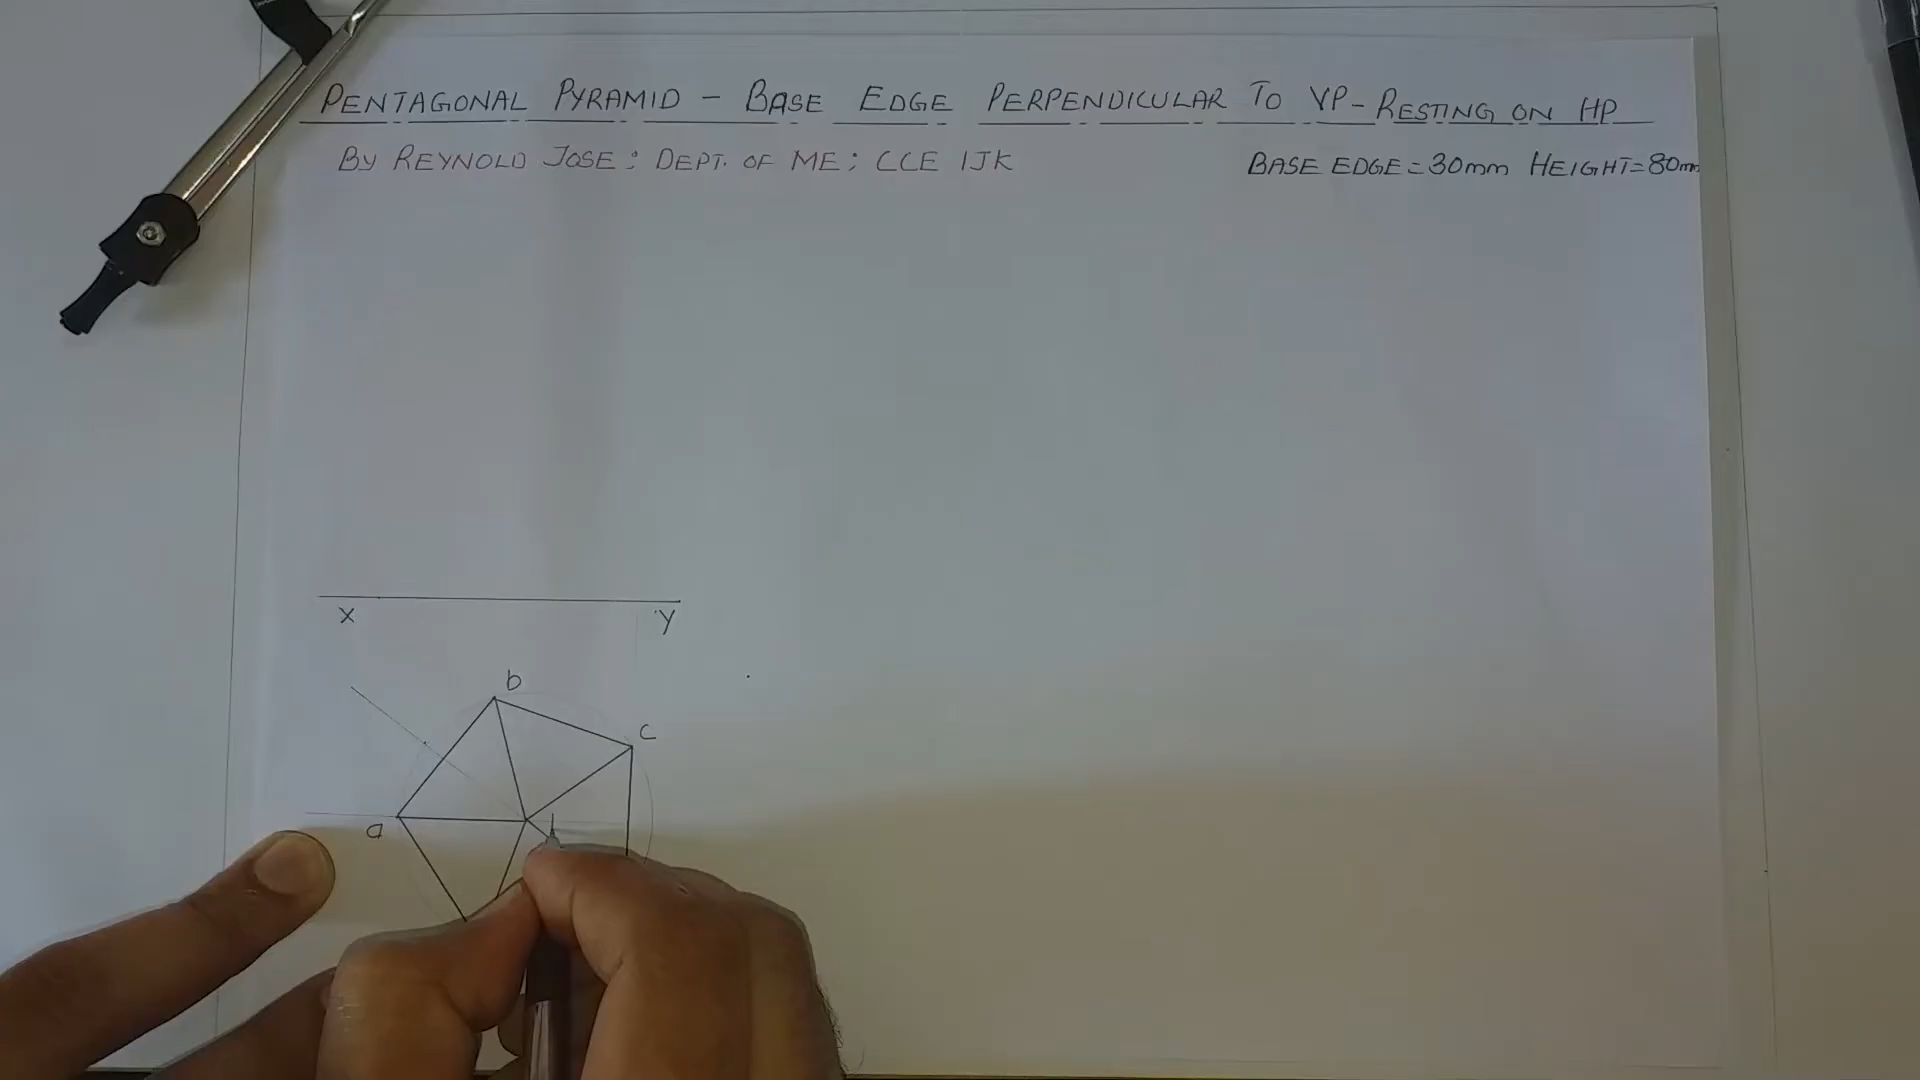 PENTAGONAL PYRAMID - BASE EDGE PERPENDICULAR TO VP-RESTING ON HP
BY REYNOLD JOSE: DEPT. OF ME; CCE IJK
BASE EDGE=30mm HEIGHT=80mm
X
Y
b
c
a